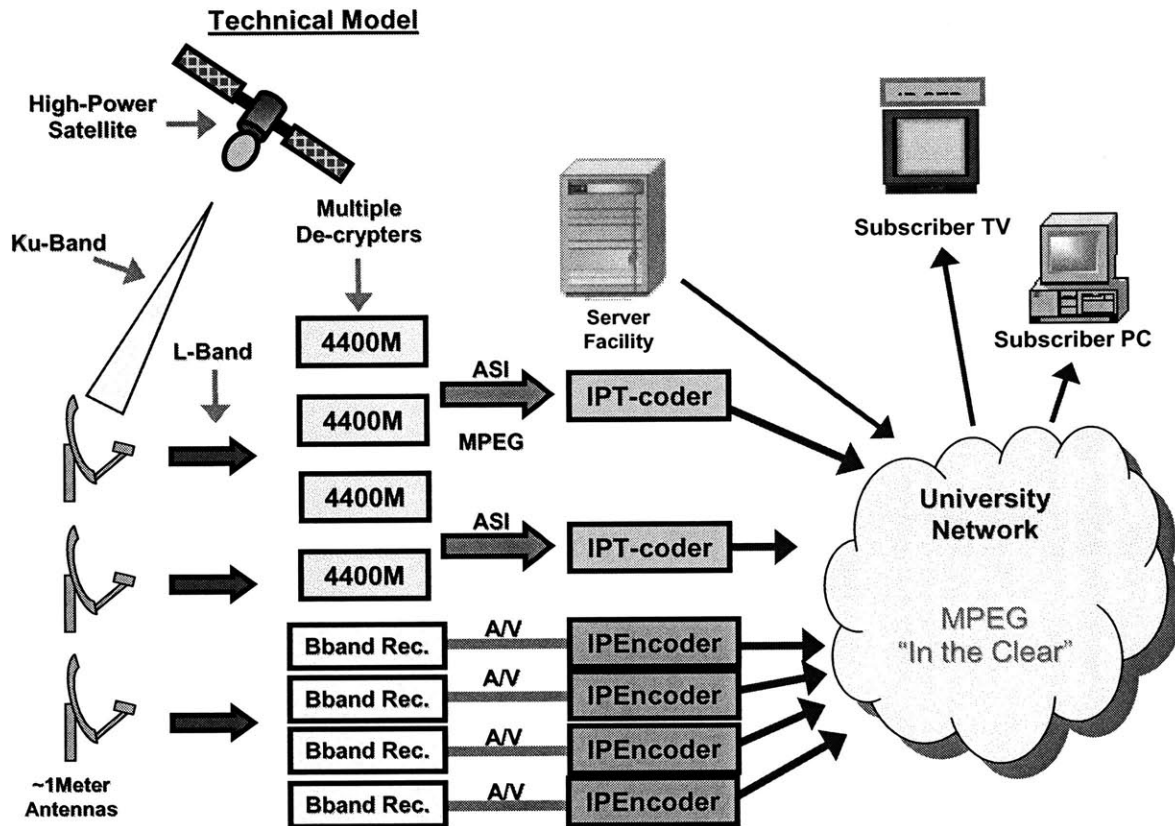 Technical Model
High-Power
Satellite
Ku-Band
Multiple
De-crypters
L-Band
Server
Facility
Subscriber TV
Subscriber PC
4400M
4400M
4400M
4400M
ASI
MPEG
ASI
IPT-coder
IPT-coder
University
Network
MPEG
"In the Clear"
Bband Rec.
A/V
IPEncoder
Bband Rec.
A/V
IPEncoder
Bband Rec.
A/V
IPEncoder
Bband Rec.
A/V
IPEncoder
~1Meter
Antennas